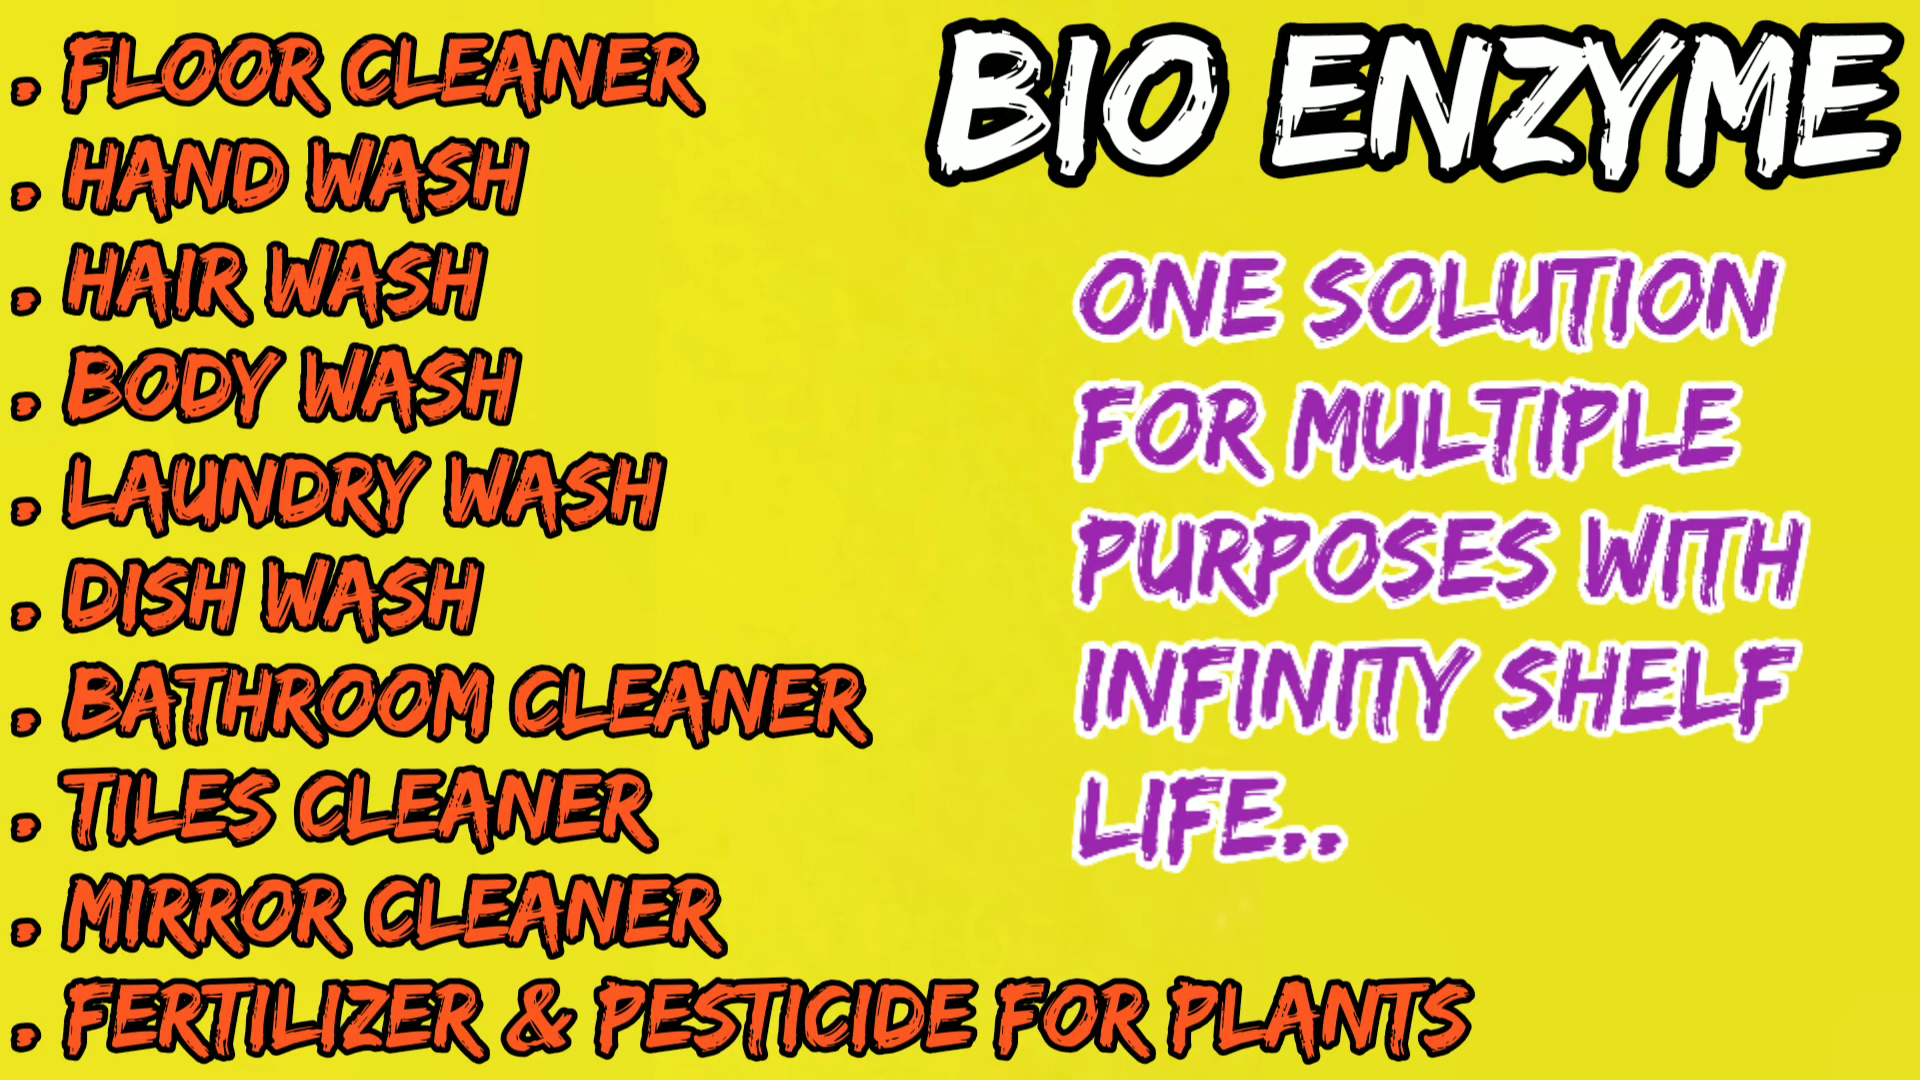 . FLOOR CLEANER
. HAND WASH
. HAIR WASH
. BODY WASH
. LAUNDRY WASH
. DISH WASH
. BATHROOM CLEANER
. TILES CLEANER
. MIRROR CLEANER
. FERTILIZER & PESTICIDE FOR PLANTS
BIO ENZYME
ONE SOLUTION
FOR MULTIPLE
PURPOSES WITH
INFINITY SHELF
LIFE..